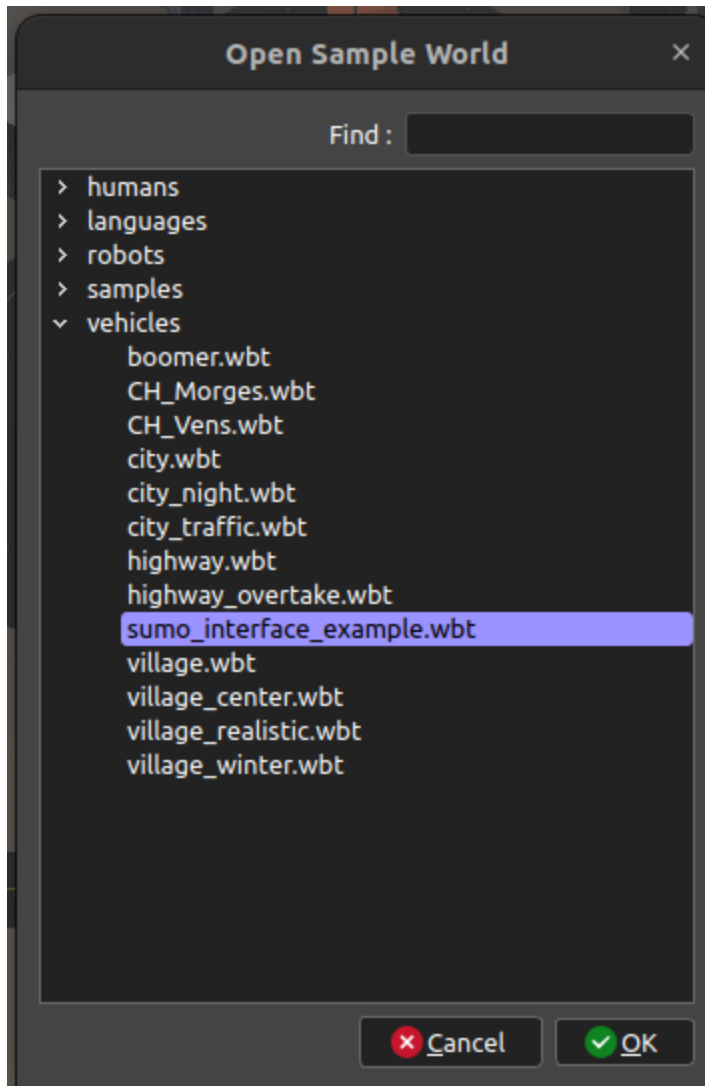 Open Sample World
Find :
humans
languages
robots
samples
vehicles
boomer.wbt
CH_Morges.wbt
CH_Vens.wbt
city.wbt
city_night.wbt
city_traffic.wbt
highway.wbt
highway_overtake.wbt
sumo_interface_example.wbt
village.wbt
village_center.wbt
village_realistic.wbt
village_winter.wbt
Cancel OK